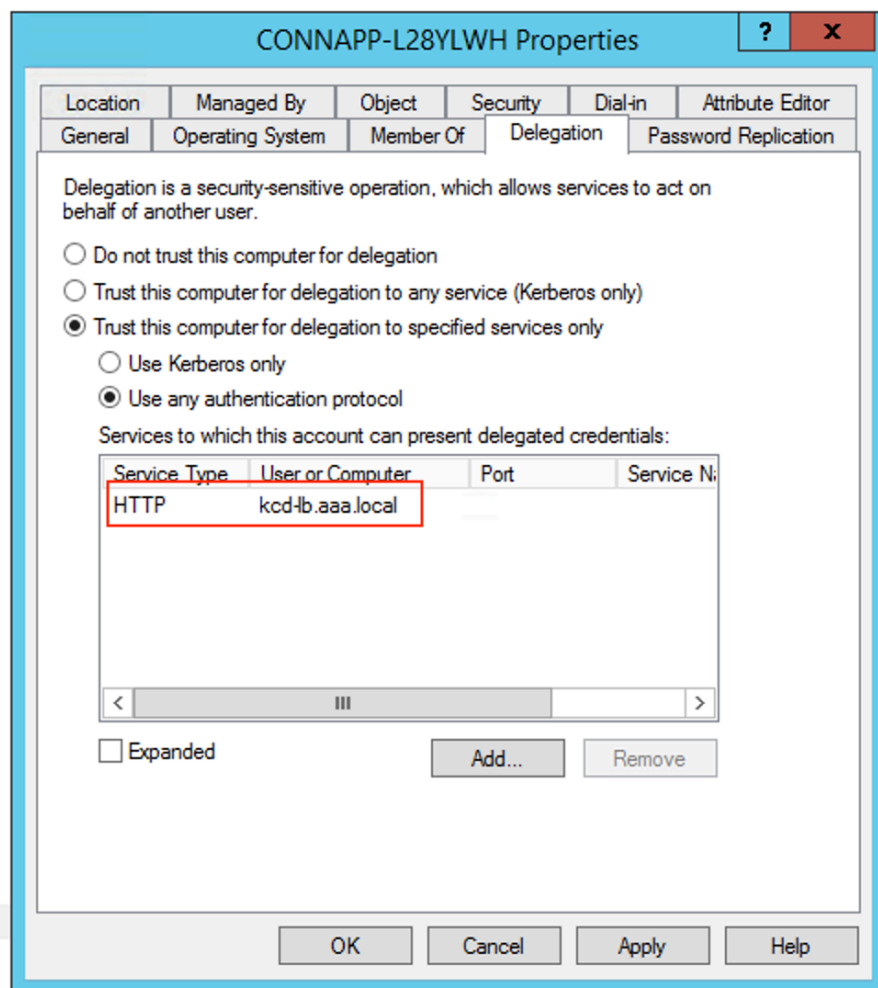 CONNAPP-L28YLWH Properties
?
x
Location Managed By Object Security Dial-in Attribute Editor
General Operating System Member Of Delegation Password Replication
Delegation is a security-sensitive operation, which allows services to act on
behalf of another user.
Do not trust this computer for delegation
Trust this computer for delegation to any service (Kerberos only)
Trust this computer for delegation to specified services only
Use Kerberos only
Use any authentication protocol
Services to which this account can present delegated credentials:
Service Type User or Computer Port Service Na
HTTP kcd-lb.aaa.local
Expanded
Add...
Remove
OK Cancel Apply Help